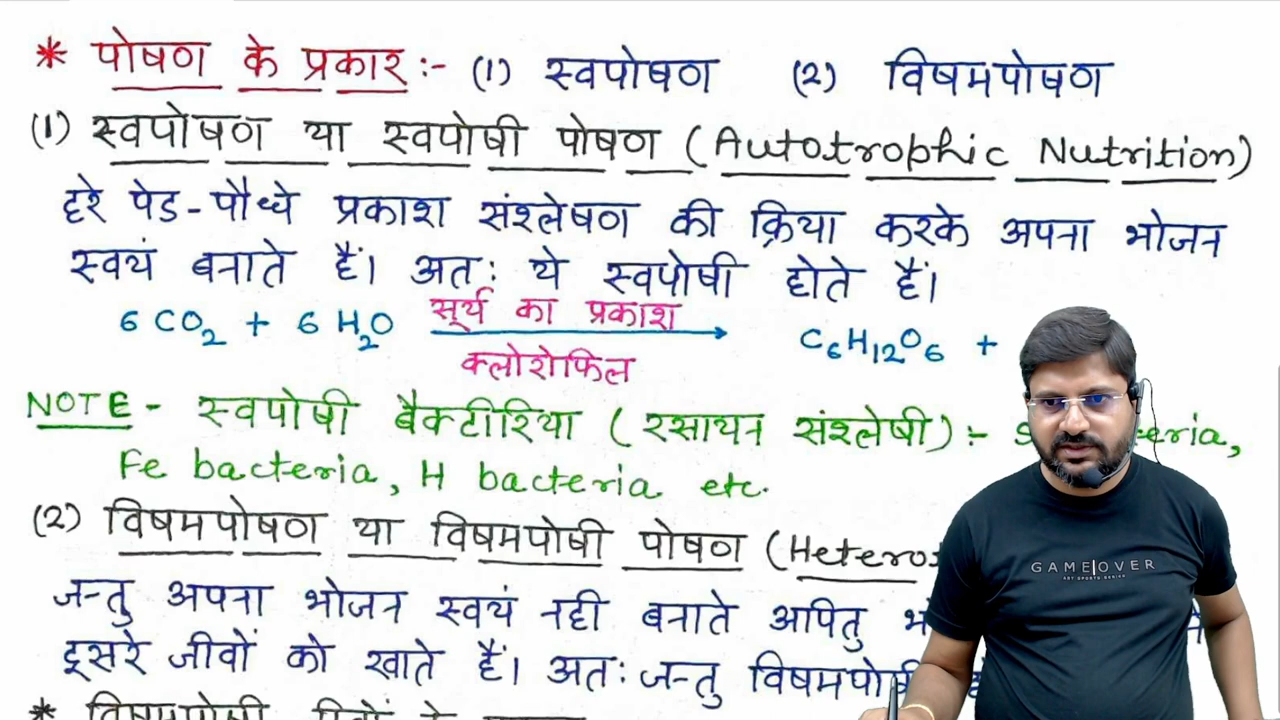 * पोषण के प्रकार :- (1) स्वपोषण (2) विषमपोषण
(1) स्वपोषण या स्वपोषी पोषण (Autotrophic Nutrition)
हरे पेड-पौधे प्रकाश संश्लेषण की क्रिया करके अपना भोजन
स्वयं बनाते हैं। अतः ये स्वपोषी होते हैं।
6 CO₂ + 6 H₂O सूर्य का प्रकाश क्लोरोफिल → C₆H₁₂O₆ +
NOTE - स्वपोषी बैक्टीरिया (रसायन संश्लेषी) :-
Fe bacteria, H bacteria etc.
(2) विषमपोषण या विषमपोषी पोषण (
जन्तु अपना भोजन स्वयं नही बनाते अपितु
दूसरे जीवों को खाते हैं। अतः जन्तु विषमपोषी
*
GAME OVER